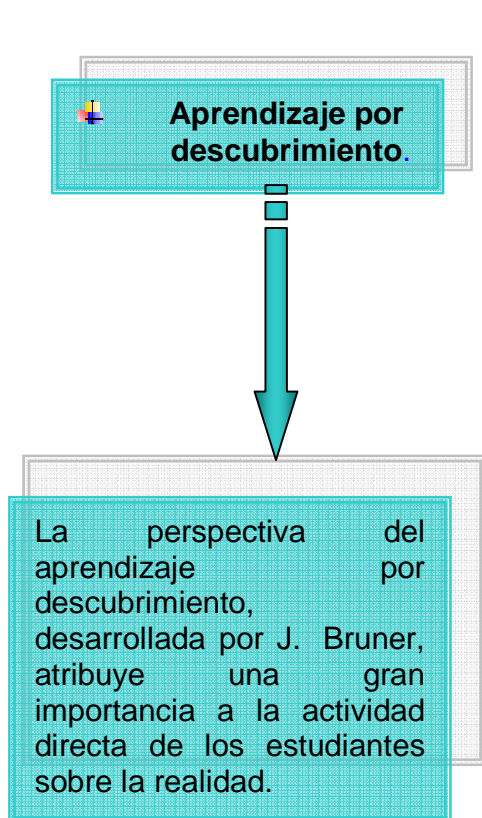 Aprendizaje por
descubrimiento.
La perspectiva del
aprendizaje por
descubrimiento,
desarrollada por J. Bruner,
atribuye una gran
importancia a la actividad
directa de los estudiantes
sobre la realidad.